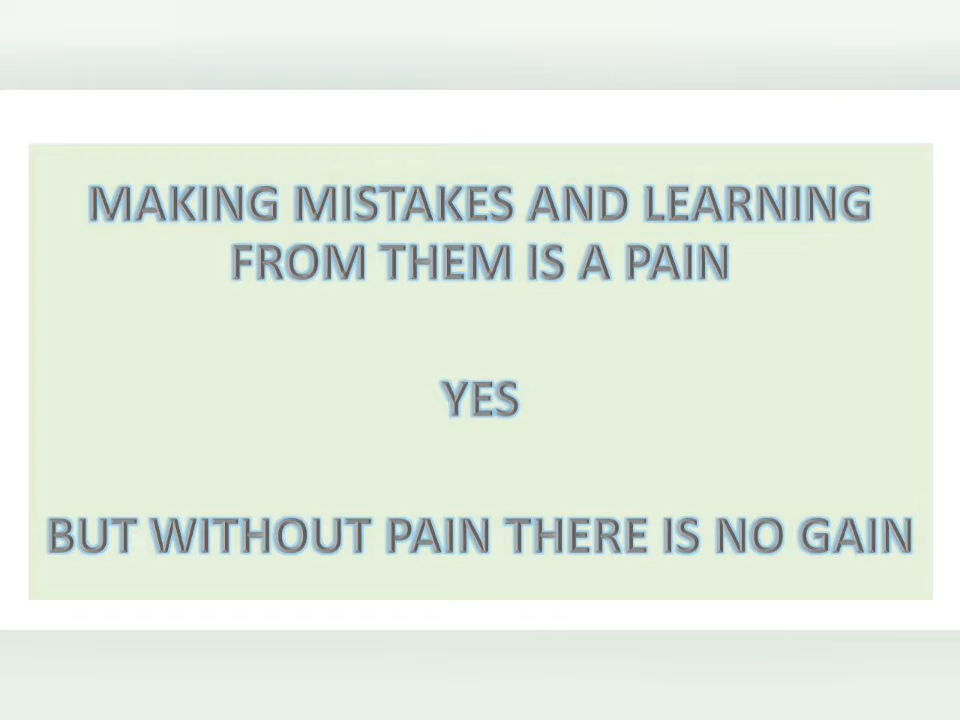 MAKING MISTAKES AND LEARNING
FROM THEM IS A PAIN
YES
BUT WITHOUT PAIN THERE IS NO GAIN